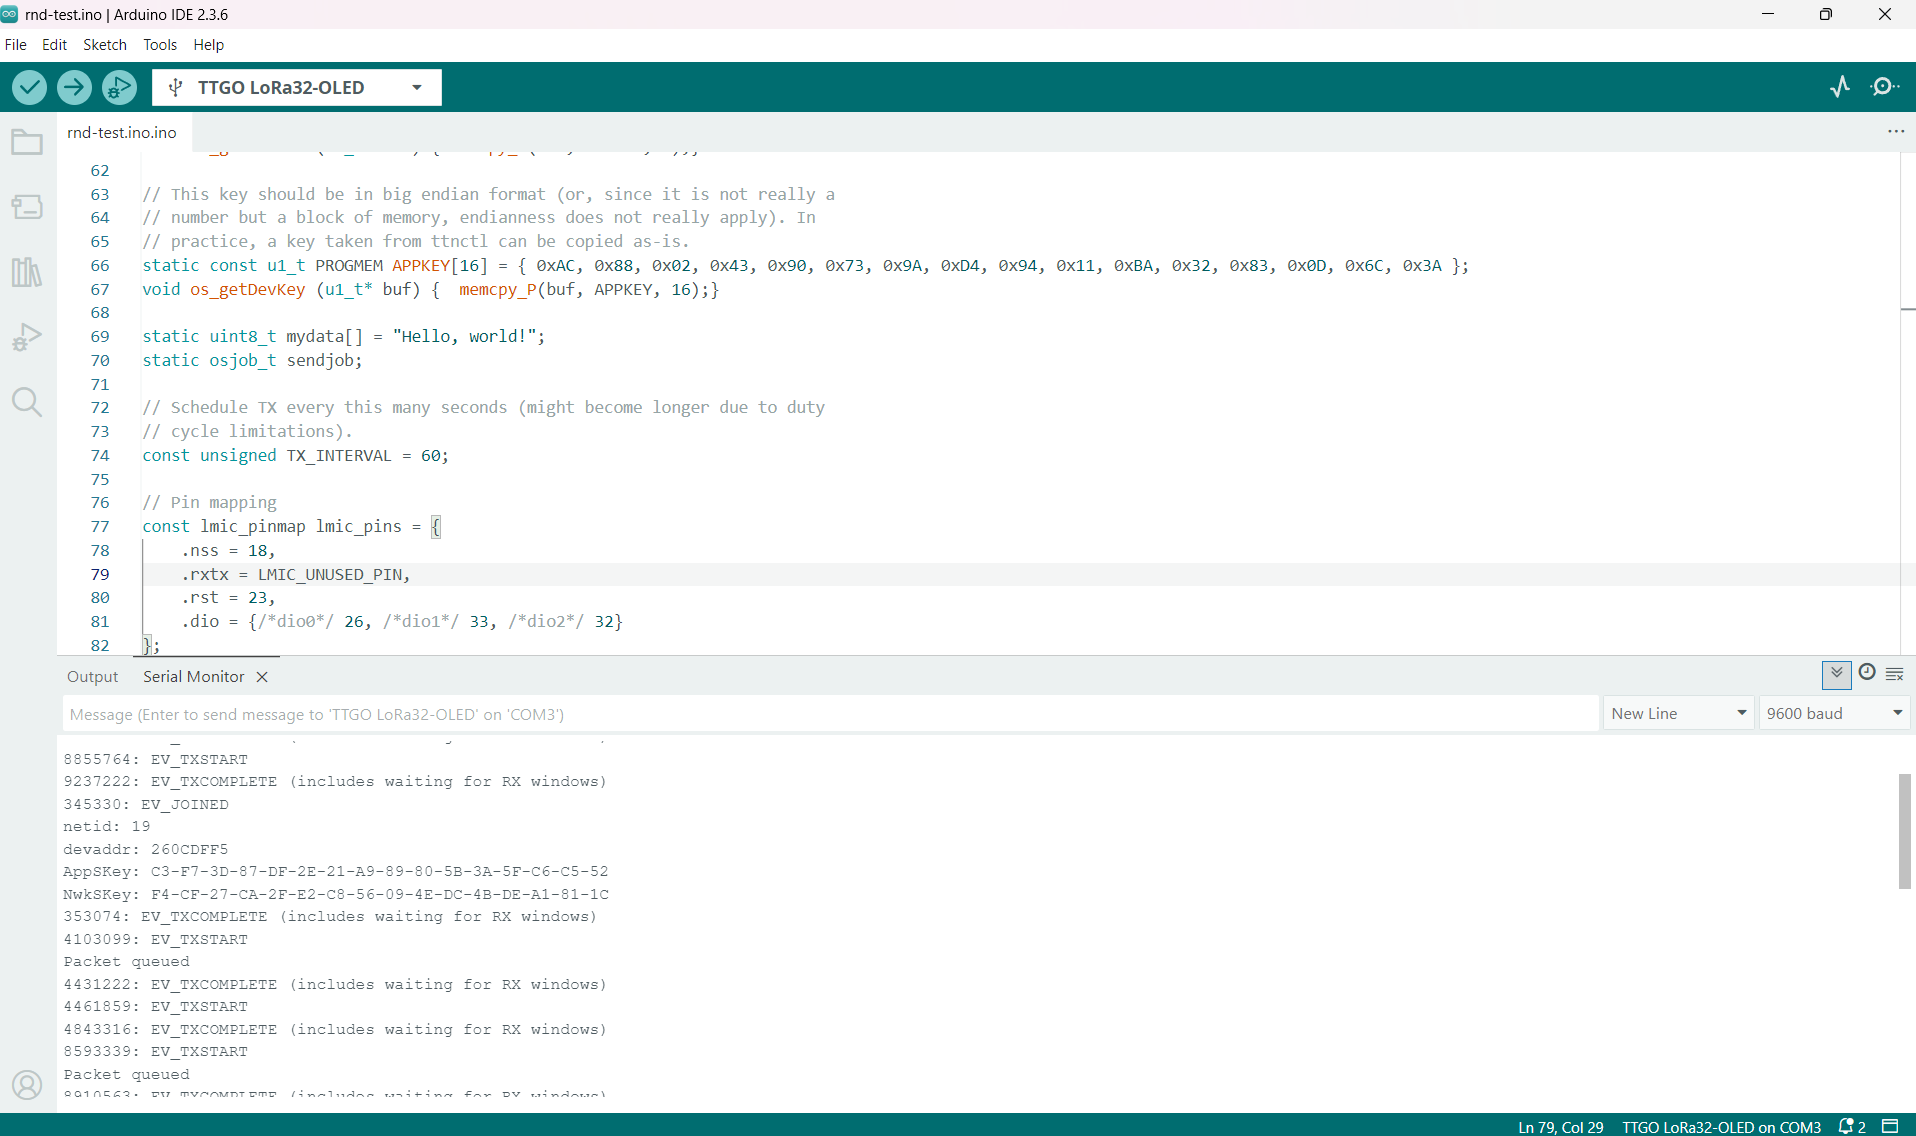 rnd-test.ino | Arduino IDE 2.3.6
File Edit Sketch Tools Help
TTGO LoRa32-OLED
rnd-test.ino.ino
62
63 // This key should be in big endian format (or, since it is not really a
64 // number but a block of memory, endianness does not really apply). In
65 // practice, a key taken from ttnctl can be copied as-is.
66 static const u1_t PROGMEM APPKEY[16] = { 0xAC, 0x88, 0x02, 0x43, 0x90, 0x73, 0x9A, 0xD4, 0x94, 0x11, 0xBA, 0x32, 0x83, 0x0D, 0x6C, 0x3A };
67 void os_getDevKey (u1_t* buf) {  memcpy_P(buf, APPKEY, 16);}
68
69 static uint8_t mydata[] = "Hello, world!";
70 static osjob_t sendjob;
71
72 // Schedule TX every this many seconds (might become longer due to duty
73 // cycle limitations).
74 const unsigned TX_INTERVAL = 60;
75
76 // Pin mapping
77 const lmic_pinmap lmic_pins = {
78 .nss = 18,
79 .rxtx = LMIC_UNUSED_PIN,
80 .rst = 23,
81 .dio = {/*dio0*/ 26, /*dio1*/ 33, /*dio2*/ 32}
82 };
Output Serial Monitor
Message (Enter to send message to 'TTGO LoRa32-OLED' on 'COM3')
New Line
9600 baud
8855764: EV_TXSTART
9237222: EV_TXCOMPLETE (includes waiting for RX windows)
345330: EV_JOINED
netid: 19
devaddr: 260CDFF5
AppSKey: C3-F7-3D-87-DF-2E-21-A9-89-80-5B-3A-5F-C6-C5-52
NwkSKey: F4-CF-27-CA-2F-E2-C8-56-09-4E-DC-4B-DE-A1-81-1C
353074: EV_TXCOMPLETE (includes waiting for RX windows)
4103099: EV_TXSTART
Packet queued
4431222: EV_TXCOMPLETE (includes waiting for RX windows)
4461859: EV_TXSTART
4843316: EV_TXCOMPLETE (includes waiting for RX windows)
8593339: EV_TXSTART
Packet queued
8910563: EV_TXCOMPLETE (includes waiting for RX windows)
Ln 79, Col 29 TTGO LoRa32-OLED on COM3 2